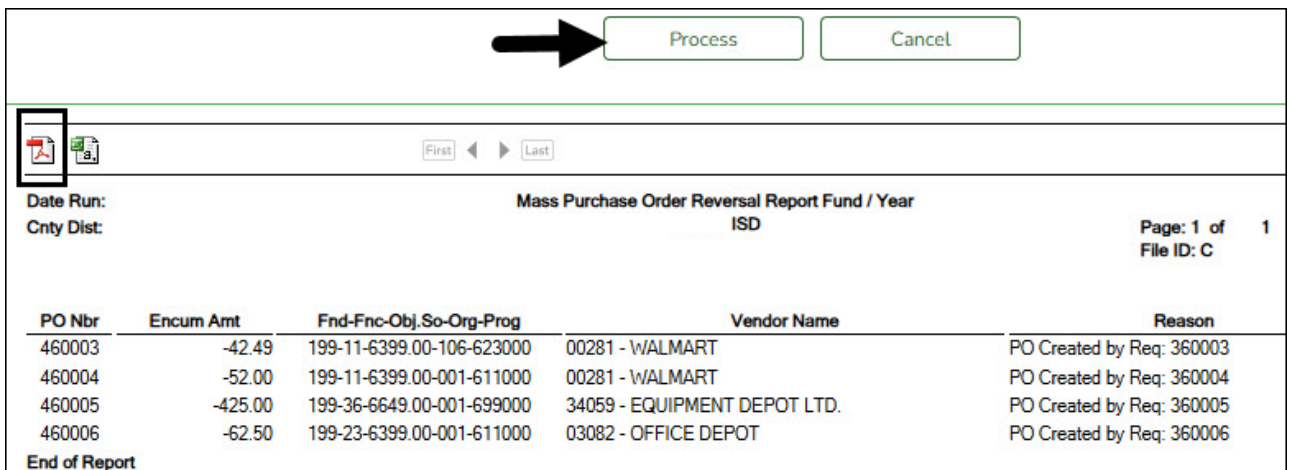 Process Cancel
First Last
Date Run: Mass Purchase Order Reversal Report Fund / Year
Cnty Dist: ISD Page: 1 of 1
File ID: C
PO Nbr Encum Amt Fnd-Fnc-Obj.So-Org-Prog Vendor Name Reason
460003 -42.49 199-11-6399.00-106-623000 00281 - WALMART PO Created by Req: 360003
460004 -52.00 199-11-6399.00-001-611000 00281 - WALMART PO Created by Req: 360004
460005 -425.00 199-36-6649.00-001-699000 34059 - EQUIPMENT DEPOT LTD. PO Created by Req: 360005
460006 -62.50 199-23-6399.00-001-611000 03082 - OFFICE DEPOT PO Created by Req: 360006
End of Report